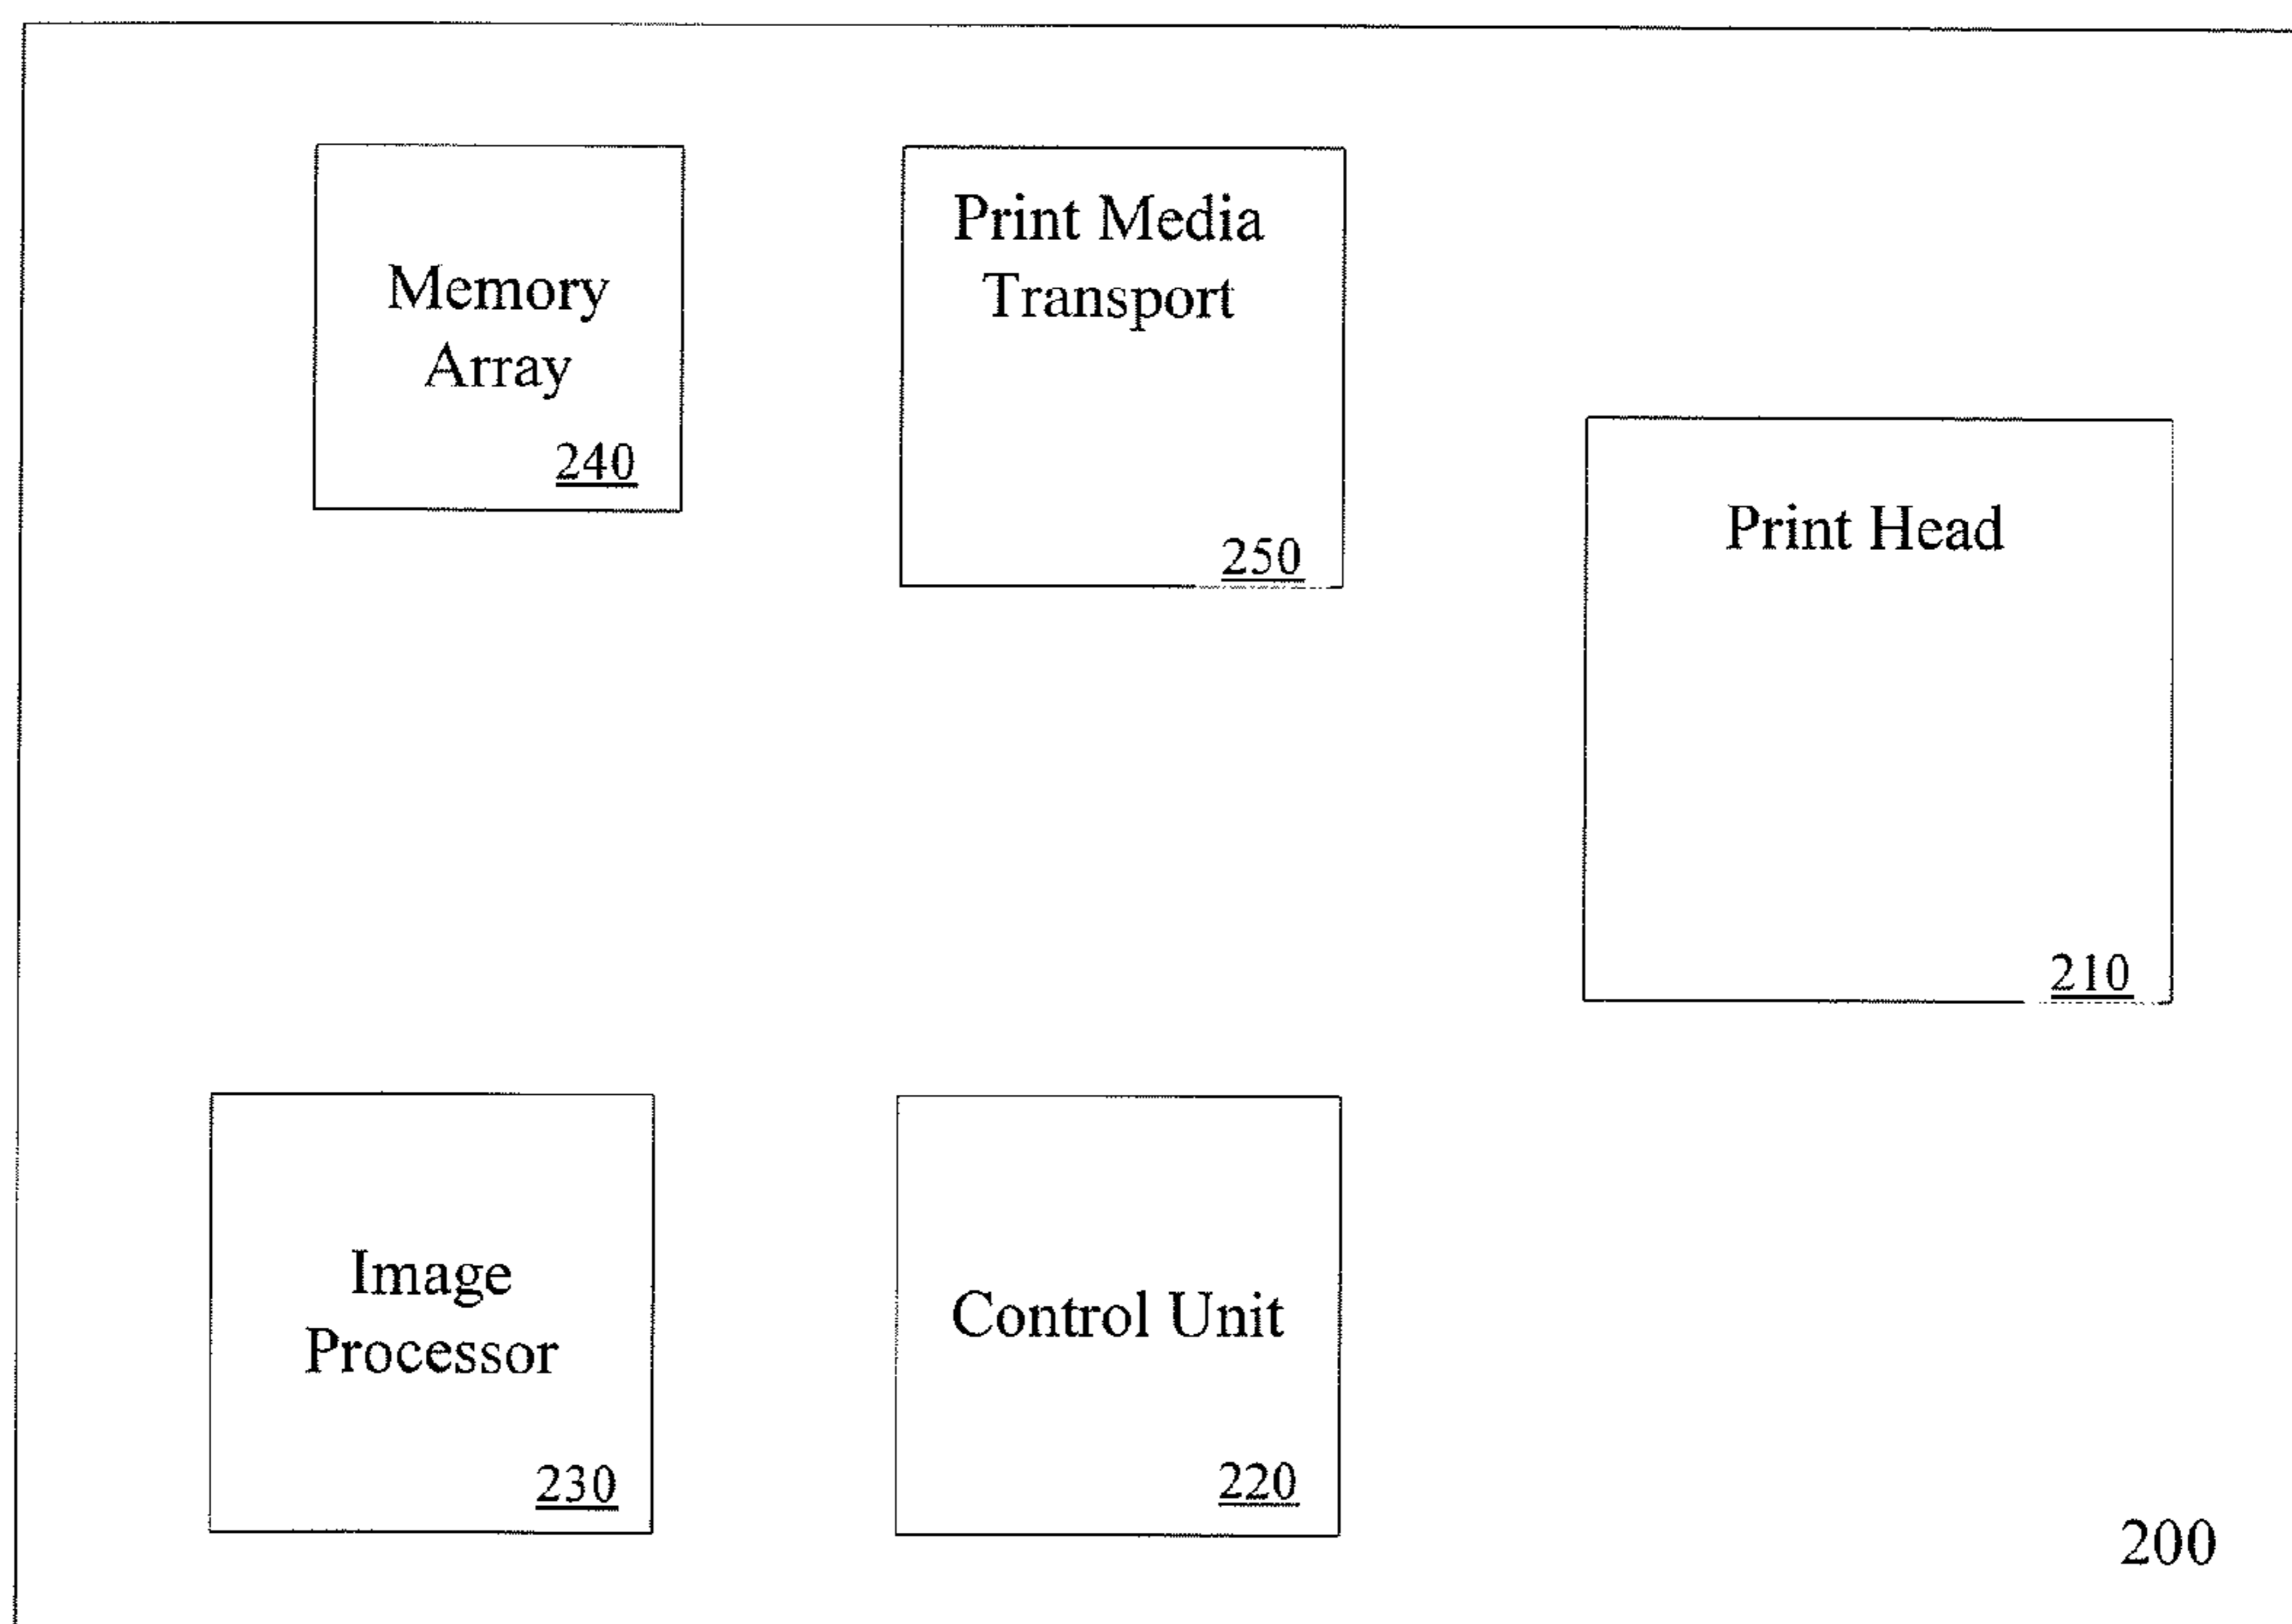 Memory
Array
240
Print Media
Transport
250
Print Head
210
Image
Processor
230
Control Unit
220
200